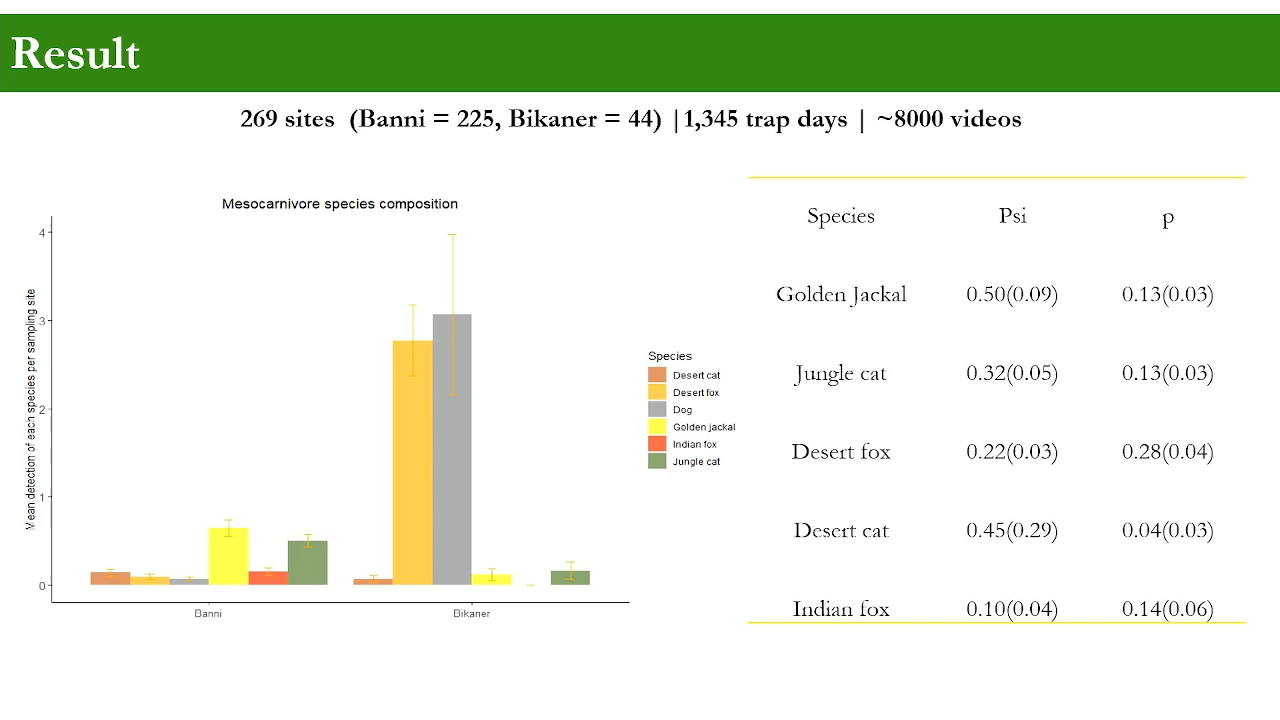 Result
269 sites (Banni = 225, Bikaner = 44) |1,345 trap days | ~8000 videos
Mesocarnivore species composition
Mean detection of each species per sampling site
4
3
2
1
0
Banni
Bikaner
Species
Desert cat
Desert fox
Dog
Golden jackal
Indian fox
Jungle cat
Species Psi p
Golden Jackal 0.50(0.09) 0.13(0.03)
Jungle cat 0.32(0.05) 0.13(0.03)
Desert fox 0.22(0.03) 0.28(0.04)
Desert cat 0.45(0.29) 0.04(0.03)
Indian fox 0.10(0.04) 0.14(0.06)